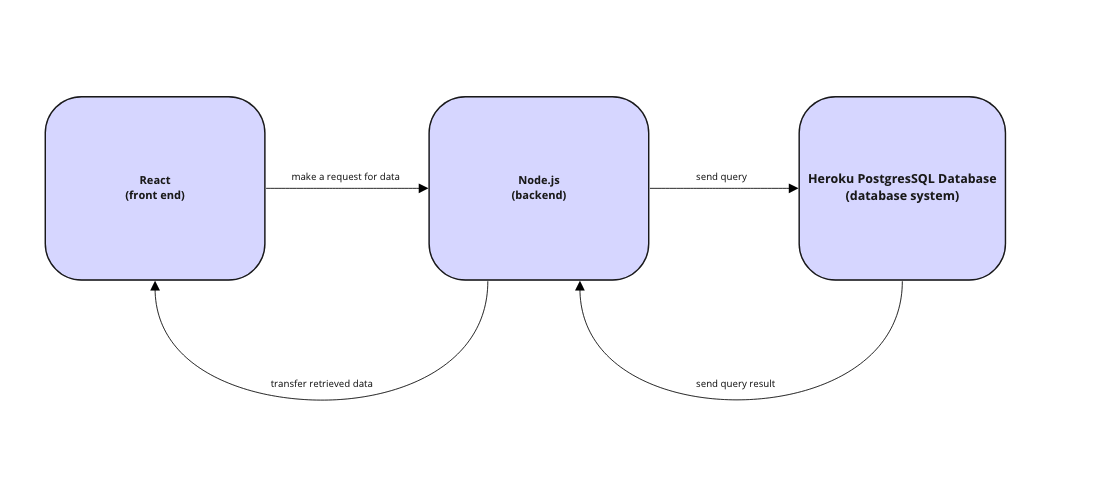 React
(front end)
make a request for data
Node.js
(backend)
send query
Heroku PostgresSQL Database
(database system)
transfer retrieved data
send query result